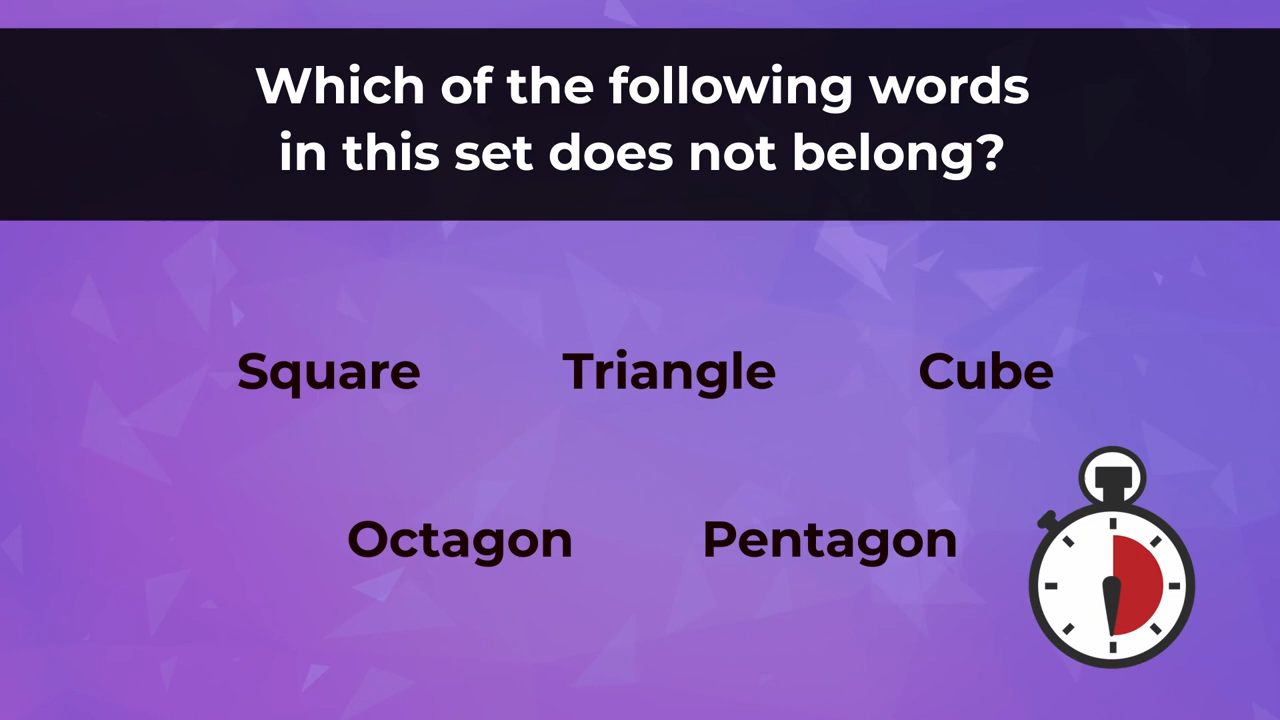 Which of the following words
in this set does not belong?
Square Triangle Cube
Octagon Pentagon